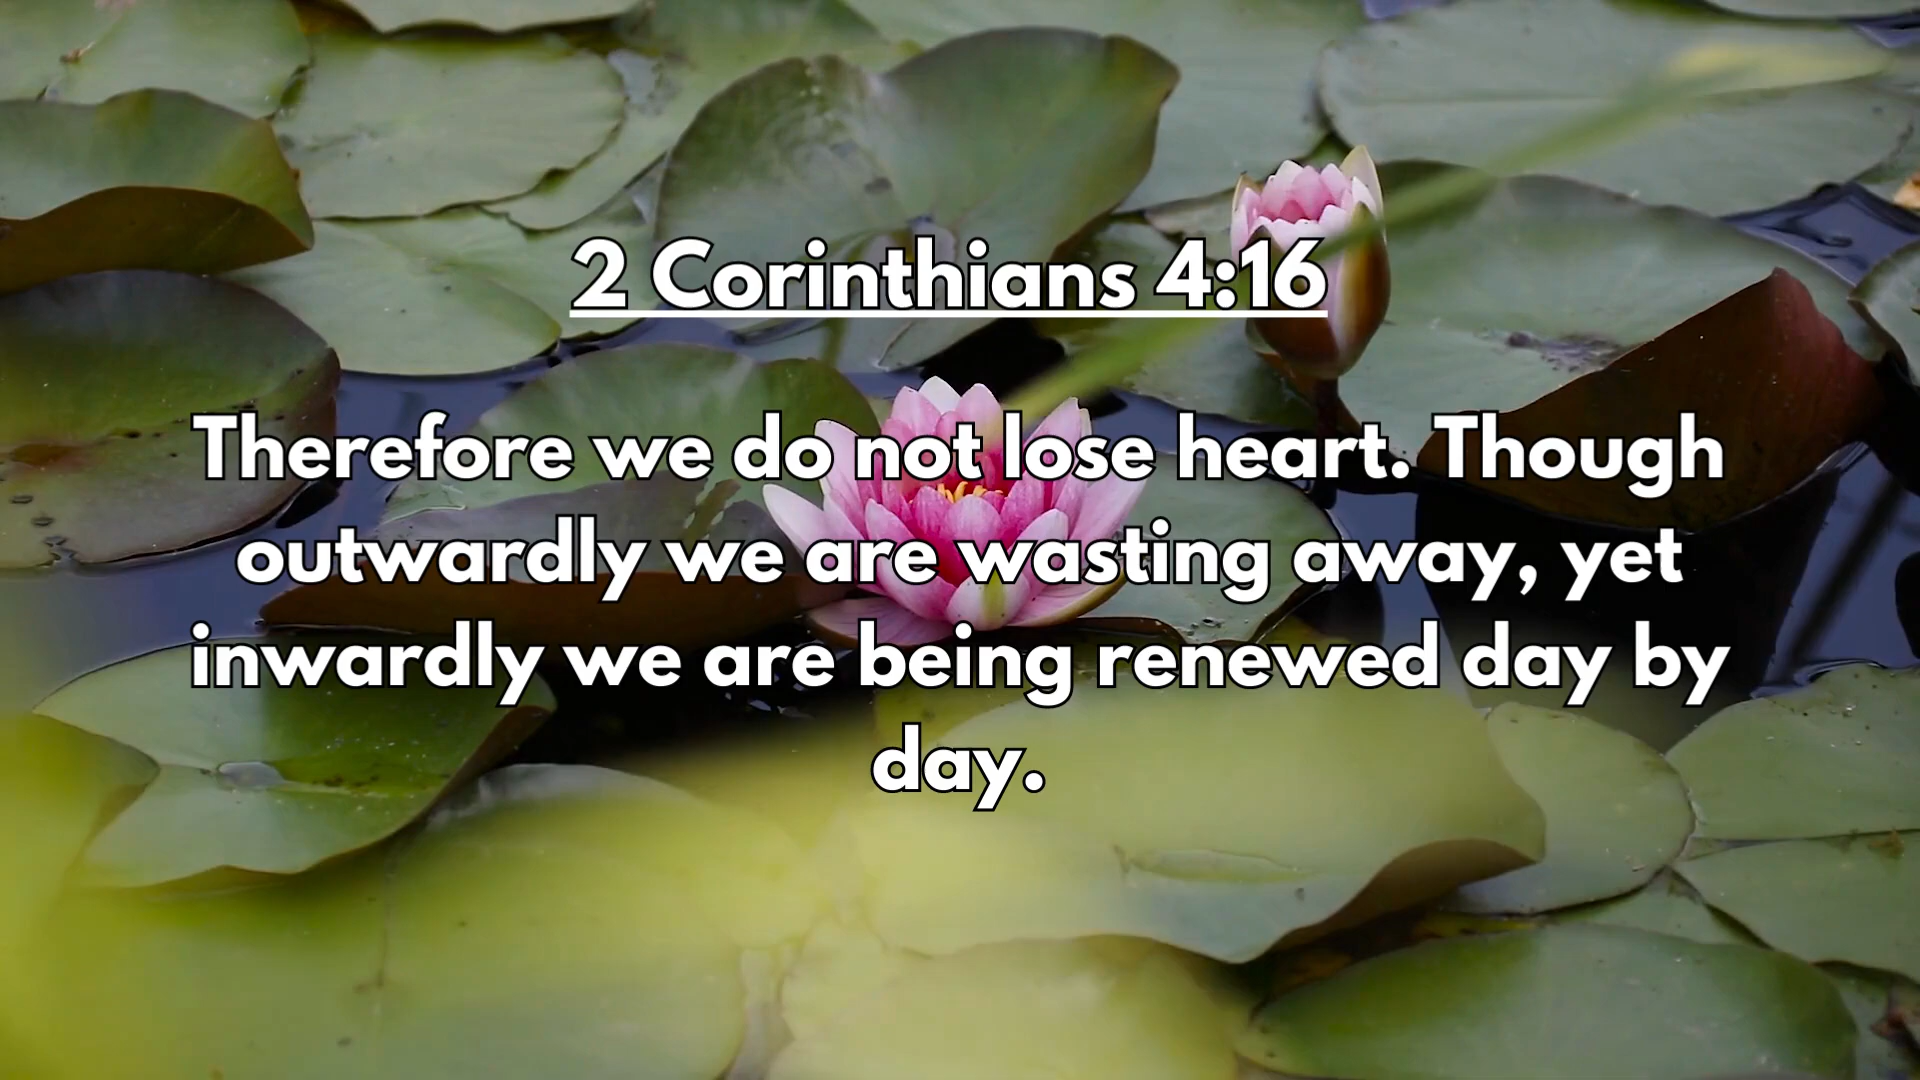 2 Corinthians 4:16
Therefore we do not lose heart. Though
outwardly we are wasting away, yet
inwardly we are being renewed day by
day.